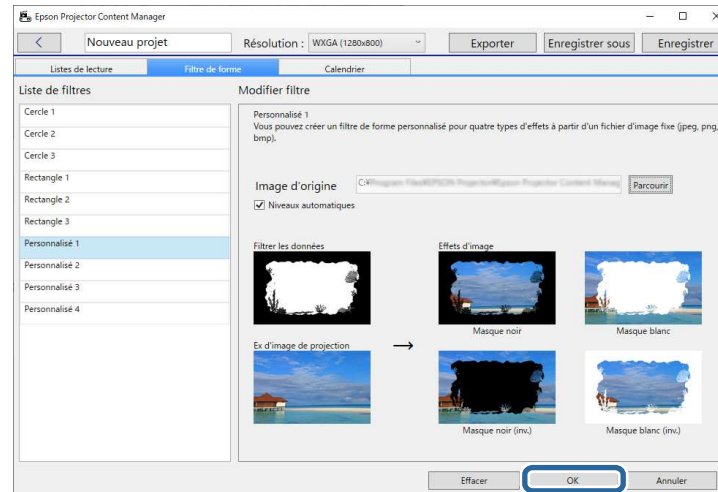 Epson Projector Content Manager
Nouveau projet
Résolution :
WXGA (1280x800)
Exporter
Enregistrer sous
Enregistrer
Listes de lecture
Filtre de forme
Calendrier
Liste de filtres
Modifier filtre
Cercle 1
Cercle 2
Cercle 3
Rectangle 1
Rectangle 2
Rectangle 3
Personnalisé 1
Personnalisé 2
Personnalisé 3
Personnalisé 4
Personnalisé 1
Vous pouvez créer un filtre de forme personnalisé pour quatre types d'effets à partir d'un fichier d'image fixe (jpeg, png,
bmp).
Image d'origine
Parcourir
Niveaux automatiques
Filtrer les données
Effets d'image
Masque noir
Masque blanc
Ex d'image de projection
Masque noir (inv.)
Masque blanc (inv.)
Effacer
OK
Annuler